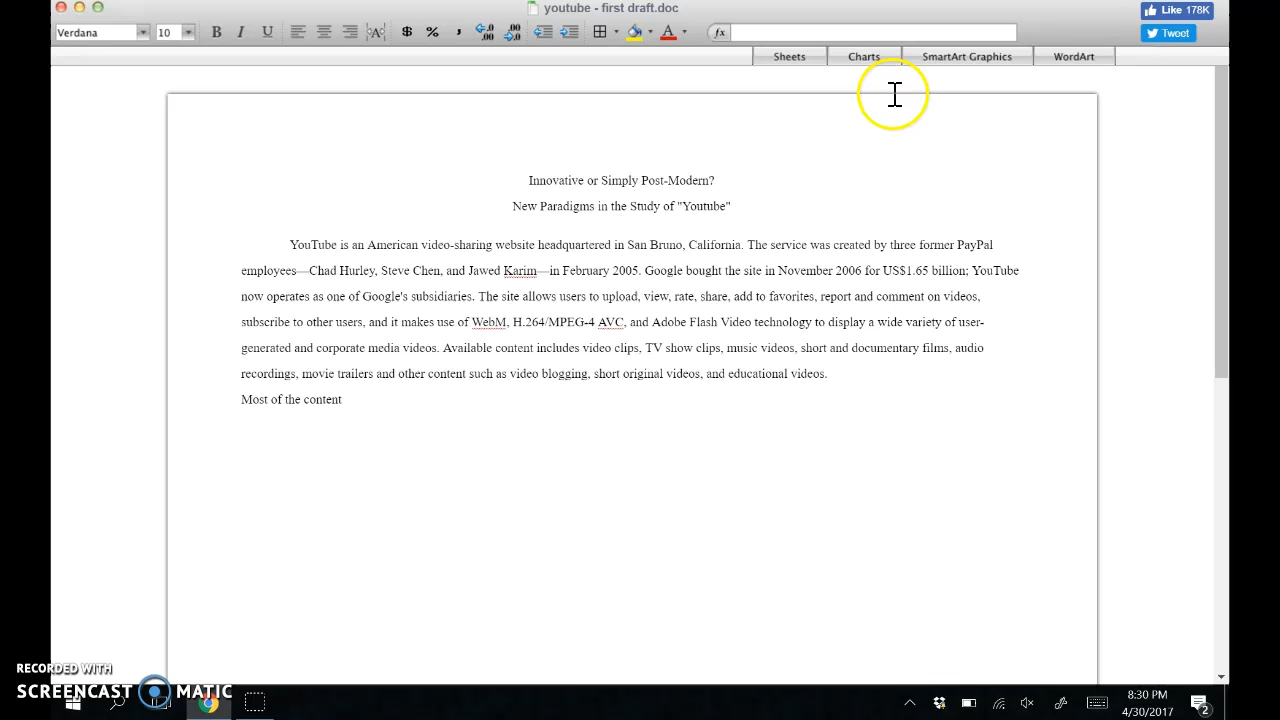 youtube - first draft.doc
Like 178K
Verdana 10 B I U A $ % , .0 .00 .00 .0 A fx
Tweet
Sheets Charts SmartArt Graphics WordArt
Innovative or Simply Post-Modern?
New Paradigms in the Study of "Youtube"
YouTube is an American video-sharing website headquartered in San Bruno, California. The service was created by three former PayPal
employees—Chad Hurley, Steve Chen, and Jawed Karim—in February 2005. Google bought the site in November 2006 for US$1.65 billion; YouTube
now operates as one of Google's subsidiaries. The site allows users to upload, view, rate, share, add to favorites, report and comment on videos,
subscribe to other users, and it makes use of WebM, H.264/MPEG-4 AVC, and Adobe Flash Video technology to display a wide variety of user-
generated and corporate media videos. Available content includes video clips, TV show clips, music videos, short and documentary films, audio
recordings, movie trailers and other content such as video blogging, short original videos, and educational videos.
Most of the content
RECORDED WITH
SCREENCAST MATIC
8:30 PM
4/30/2017
2